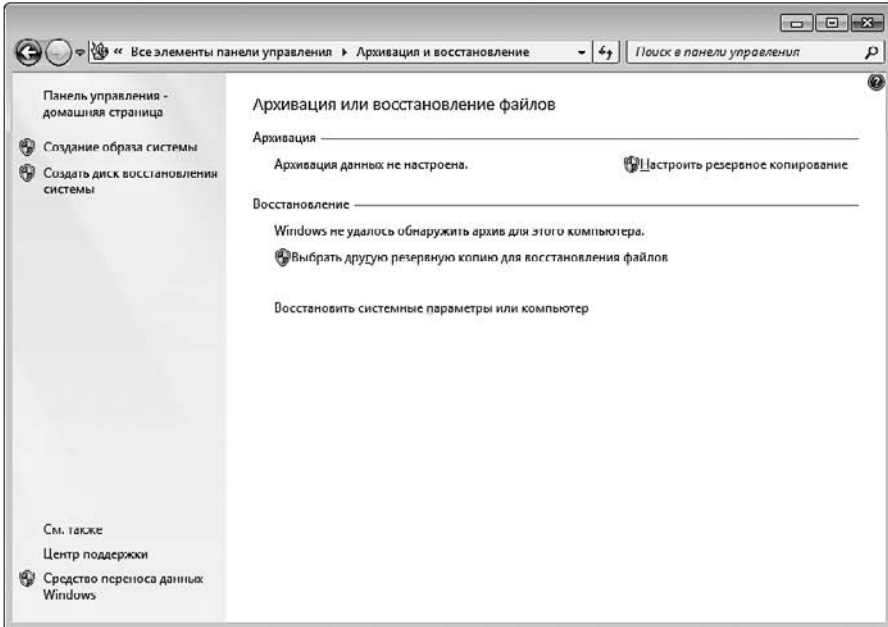 « Все элементы панели управления Архивация и восстановление Поиск в панели управления
Панель управления -
домашняя страница
Создание образа системы
Создать диск восстановления
системы
Архивация или восстановление файлов
Архивация
Архивация данных не настроена. Настроить резервное копирование
Восстановление
Windows не удалось обнаружить архив для этого компьютера.
Выбрать другую резервную копию для восстановления файлов
Восстановить системные параметры или компьютер
См. также
Центр поддержки
Средство переноса данных
Windows